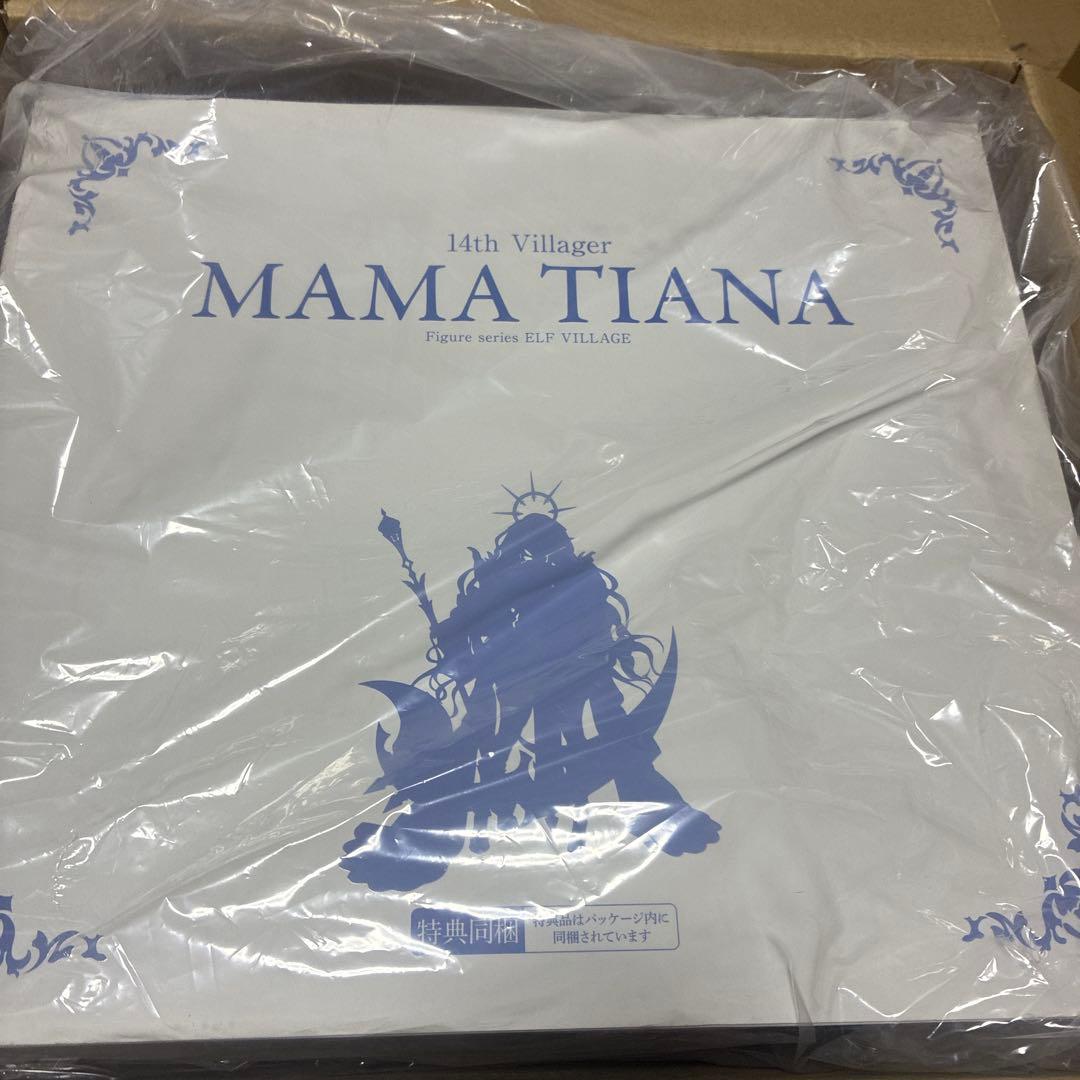 14th Villager
MAMA TIANA
Figure series ELF VILLAGE
特典同梱
特典品はパッケージ内に
同梱されています